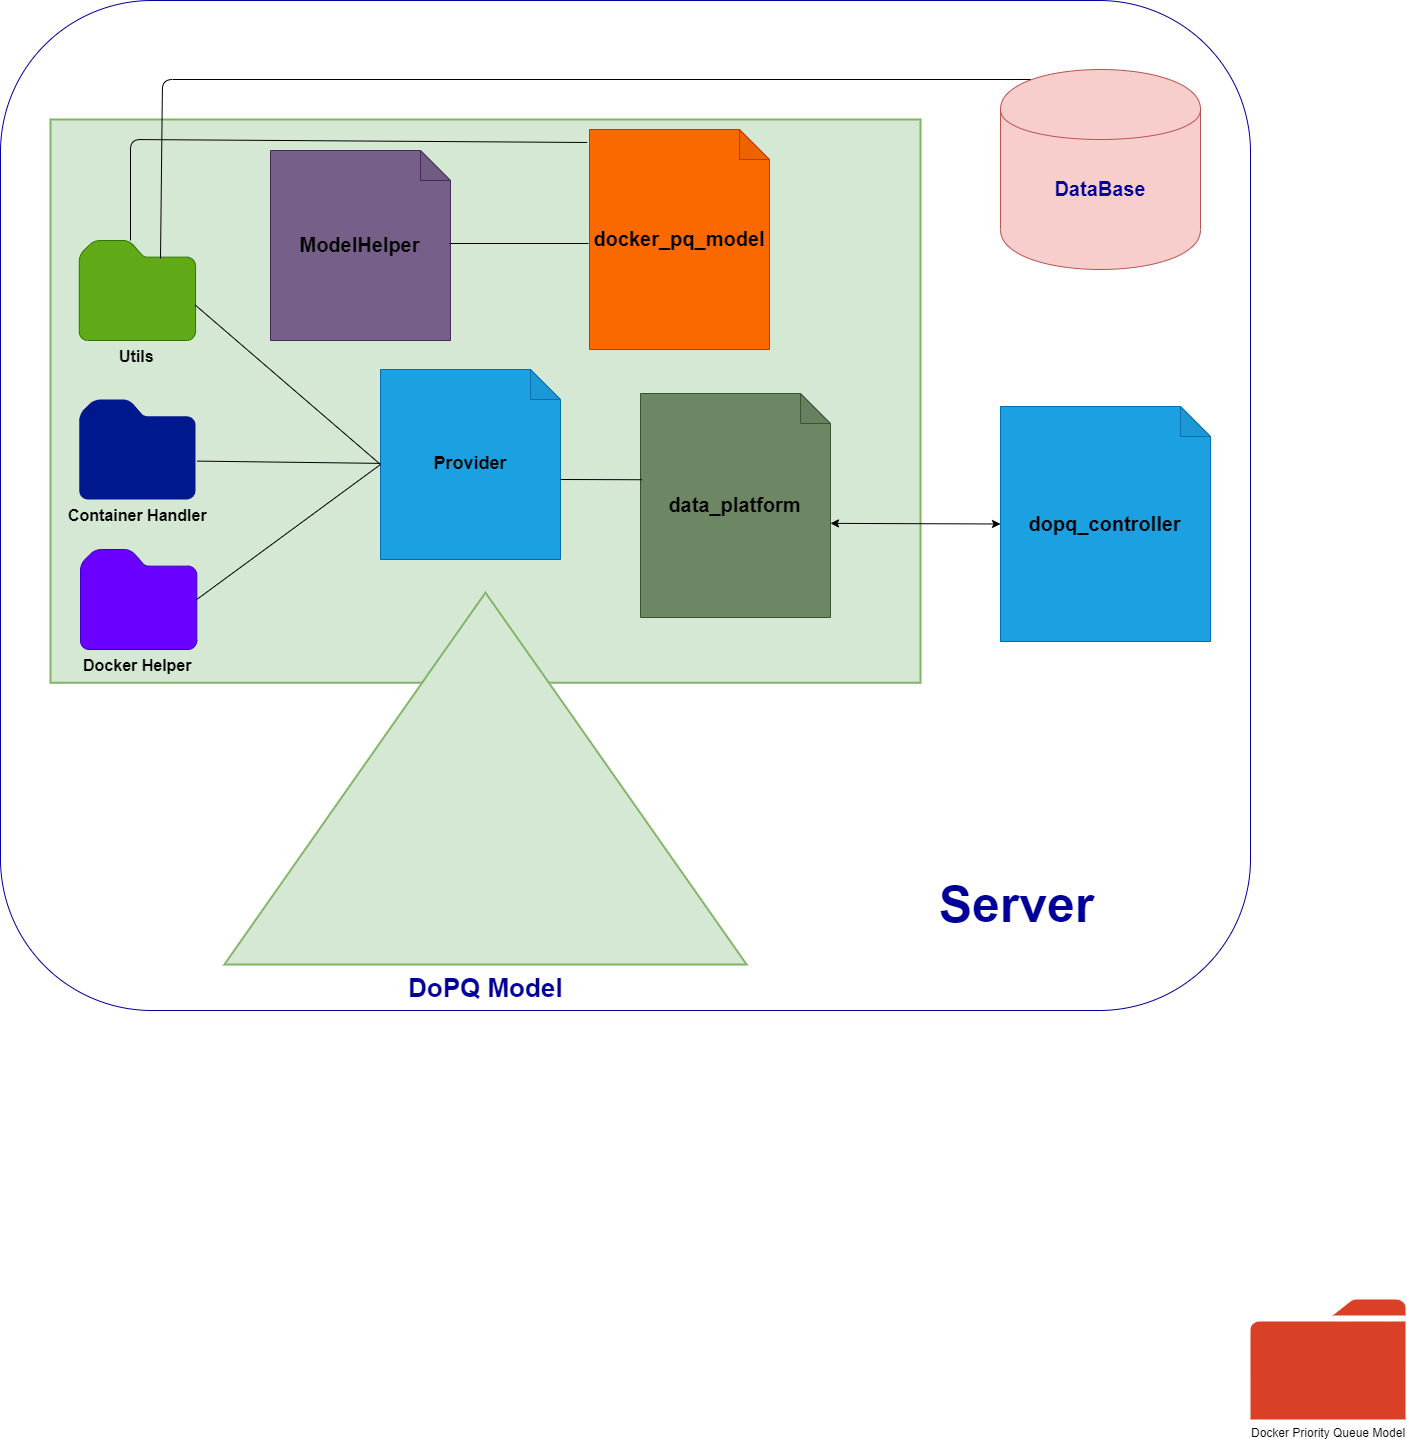 DataBase
ModelHelper
docker_pq_model
Utils
Provider
data_platform
Container Handler
dopq_controller
Docker Helper
Server
DoPQ Model
Docker Priority Queue Model